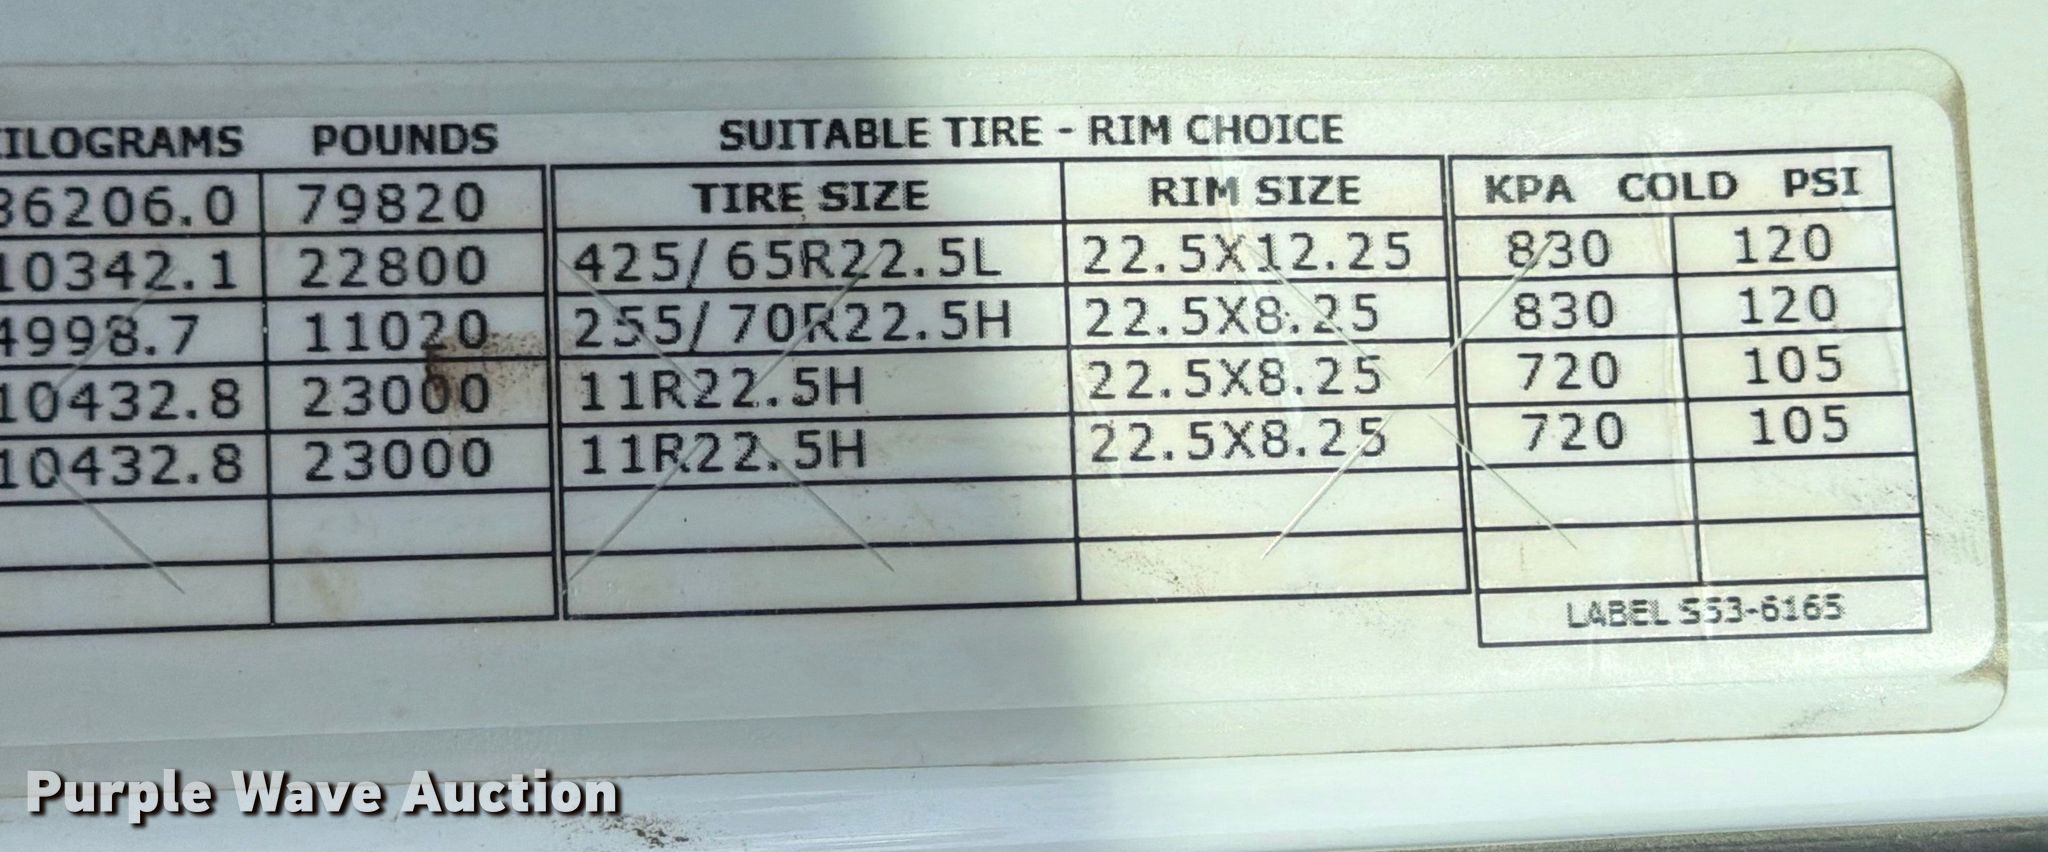 KILOGRAMS POUNDS SUITABLE TIRE - RIM CHOICE
36206.0 79820 TIRE SIZE RIM SIZE KPA COLD PSI
10342.1 22800 425/65R22.5L 22.5X12.25 830 120
4998.7 11020 255/70R22.5H 22.5X8.25 830 120
10432.8 23000 11R22.5H 22.5X8.25 720 105
10432.8 23000 11R22.5H 22.5X8.25 720 105
LABEL S53-6165
Purple Wave Auction